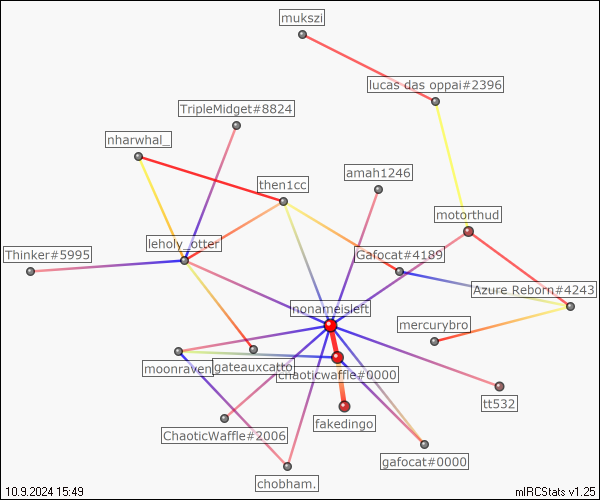 mukszi
lucas das oppai#2396
TripleMidget#8824
nharwhal_
amah1246
then1cc
motorthud
leholy_otter
Thinker#5995
Gafocat#4189
Azure Reborn#4243
nonameisleft
mercurybro
moonraven
gateauxcatto
chaoticwaffle#0000
tt532
fakedingo
ChaoticWaffle#2006
gafocat#0000
chobham.
10.9.2024 15:49
mIRCStats v1.25